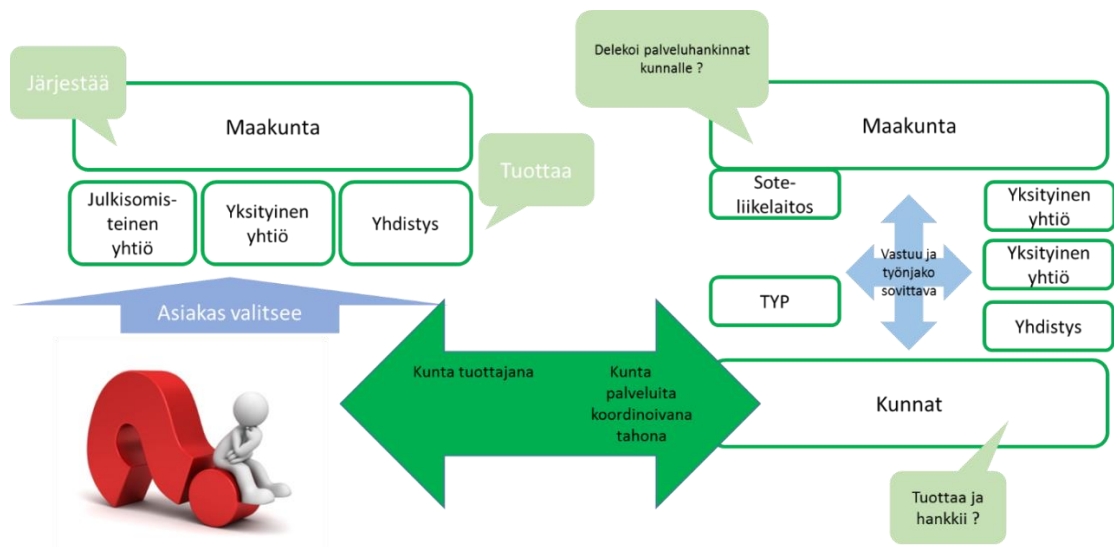 Järjestää
Maakunta
Tuottaa
Julkisomis-
teinen
yhtiö
Yksityinen
yhtiö
Yhdistys
Asiakas valitsee
Kunta tuottajana
Kunta
palveluita
koordinoivana
tahona
Delekoi palveluhankinnat
kunnalle ?
Maakunta
Sote-
liikelaitos
Yksityinen
yhtiö
Vastuu ja
työnjako
sovittava
Yksityinen
yhtiö
TYP
Yhdistys
Kunnat
Tuottaa ja
hankkii ?